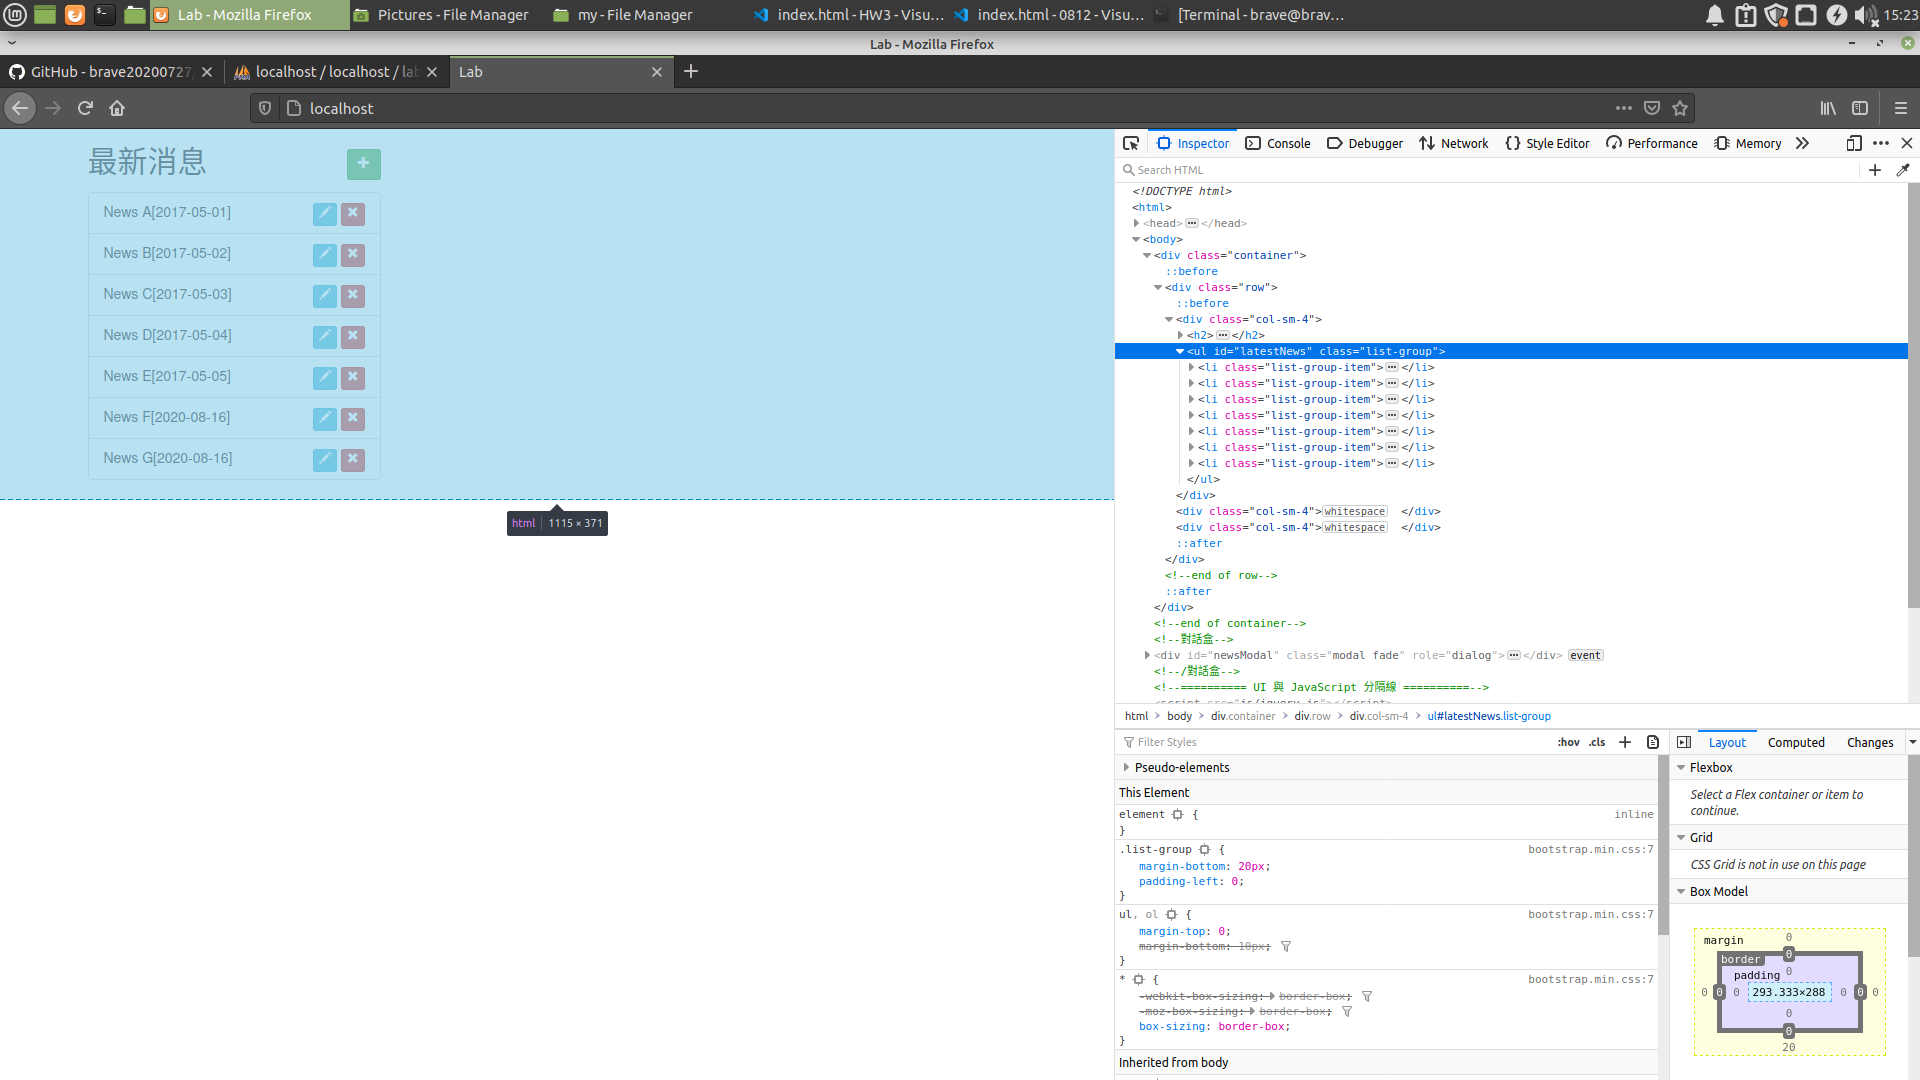 Lab - Mozilla Firefox
Pictures - File Manager
my - File Manager
index.html - HW3 - Visu...
index.html - 0812 - Visu...
[Terminal - brave@brav...
15:23
Lab - Mozilla Firefox
GitHub - brave20200727
localhost / localhost / lab
Lab
localhost
最新消息
News A[2017-05-01]
News B[2017-05-02]
News C[2017-05-03]
News D[2017-05-04]
News E[2017-05-05]
News F[2020-08-16]
News G[2020-08-16]
html 1115 × 371
Inspector Console Debugger Network Style Editor Performance Memory
Search HTML
<!DOCTYPE html>
<html>
<head></head>
<body>
<div class="container">
::before
<div class="row">
::before
<div class="col-sm-4">
<h2></h2>
<ul id="latestNews" class="list-group">
<li class="list-group-item"></li>
<li class="list-group-item"></li>
<li class="list-group-item"></li>
<li class="list-group-item"></li>
<li class="list-group-item"></li>
<li class="list-group-item"></li>
<li class="list-group-item"></li>
</ul>
</div>
<div class="col-sm-4">whitespace </div>
<div class="col-sm-4">whitespace </div>
::after
</div>
<!--end of row-->
::after
</div>
<!--end of container-->
<!--對話盒-->
<div id="newsModal" class="modal fade" role="dialog"></div> event
<!--/對話盒-->
<!--========== UI 與 JavaScript 分隔線 ==========-->
<script src="js/jquery.js"></script>
html body div.container div.row div.col-sm-4 ul#latestNews.list-group
Filter Styles :hov .cls
Pseudo-elements
This Element
element { inline
}
.list-group { bootstrap.min.css:7
margin-bottom: 20px;
padding-left: 0;
}
ul, ol { bootstrap.min.css:7
margin-top: 0;
margin-bottom: 10px;
}
* { bootstrap.min.css:7
-webkit-box-sizing: border-box;
-moz-box-sizing: border-box;
box-sizing: border-box;
}
Inherited from body
Layout Computed Changes
Flexbox
Select a Flex container or item to
continue.
Grid
CSS Grid is not in use on this page
Box Model
margin 0
border 0
padding 0
0 0 0 293.333×288 0 0 0
0
0
20